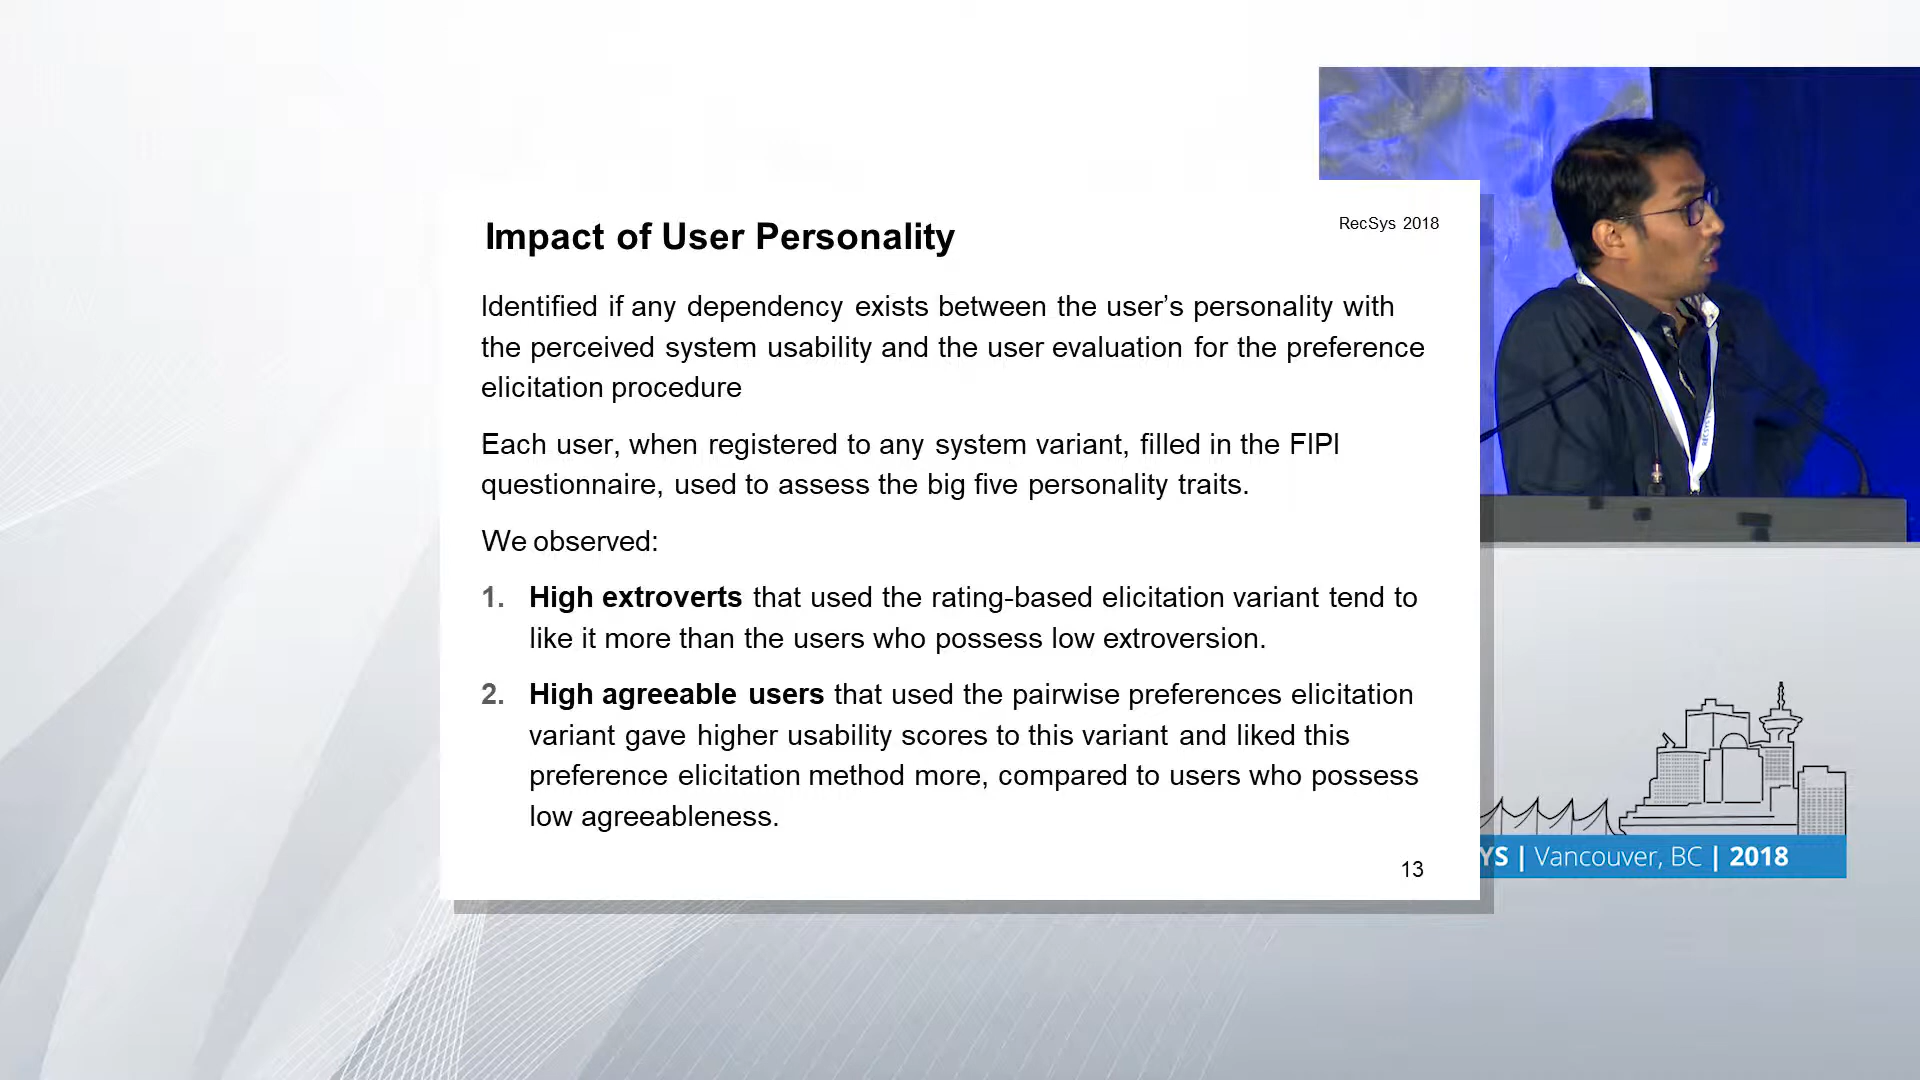 Impact of User Personality
RecSys 2018
Identified if any dependency exists between the user’s personality with
the perceived system usability and the user evaluation for the preference
elicitation procedure
Each user, when registered to any system variant, filled in the FIPI
questionnaire, used to assess the big five personality traits.
We observed:
1. High extroverts that used the rating-based elicitation variant tend to
like it more than the users who possess low extroversion.
2. High agreeable users that used the pairwise preferences elicitation
variant gave higher usability scores to this variant and liked this
preference elicitation method more, compared to users who possess
low agreeableness.
13
YS | Vancouver, BC | 2018